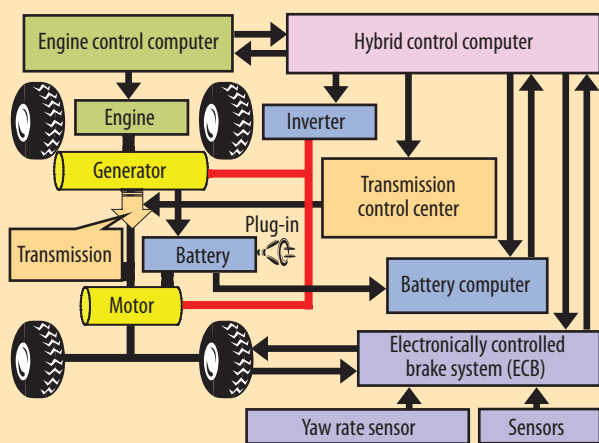 Engine control computer
Hybrid control computer
Engine
Inverter
Generator
Transmission
control center
Plug-in
Transmission
Battery
Battery computer
Motor
Electronically controlled
brake system (ECB)
Yaw rate sensor
Sensors